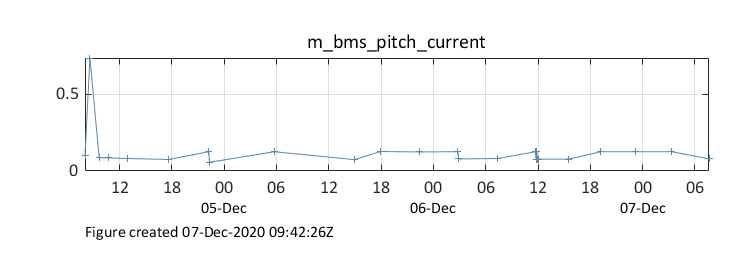 m_bms_pitch_current
0.5
0
12 18 00 06 12 18 00 06 12 18 00 06
05-Dec 06-Dec 07-Dec
Figure created 07-Dec-2020 09:42:26Z